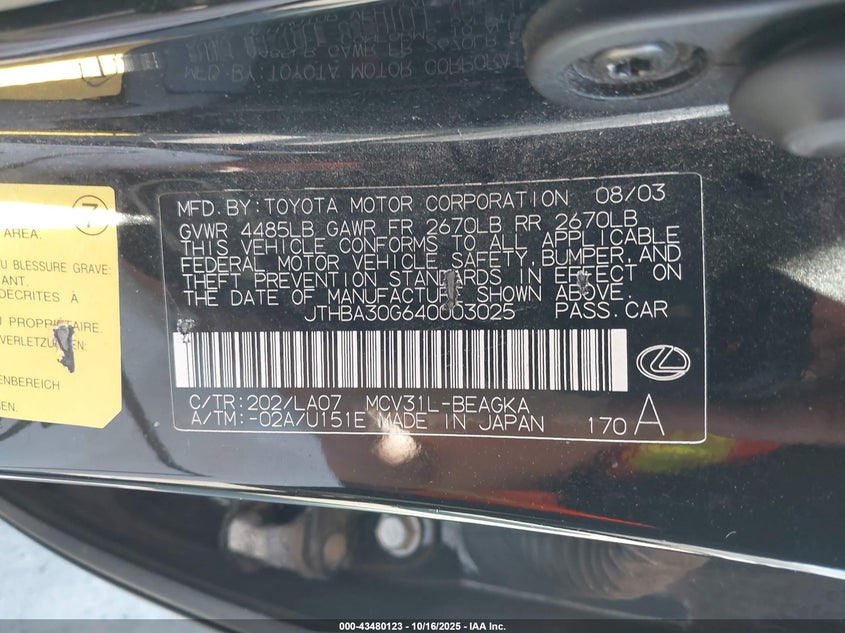 MFD. BY: TOYOTA MOTOR CORPORATION 08/03
GVWR 4485LB GAWR FR 2670LB RR 2670LB
THIS VEHICLE CONFORMS TO ALL APPLICABLE
FEDERAL MOTOR VEHICLE SAFETY, BUMPER, AND
THEFT PREVENTION STANDARDS IN EFFECT ON
THE DATE OF MANUFACTURE SHOWN ABOVE.
JTHBA30G640003025 PASS. CAR
C/TR: 202/LA07 MCV31L-BEAGKA
A/TM: -02A/U151E MADE IN JAPAN 170 A
7
AREA.
U BLESSURE GRAVE:
ANT.
DECRITES À
U PROPRIÉTAIRE.
VERLETZUNGEN:
ENBEREICH
000-43480123 - 10/16/2025 - IAA Inc.